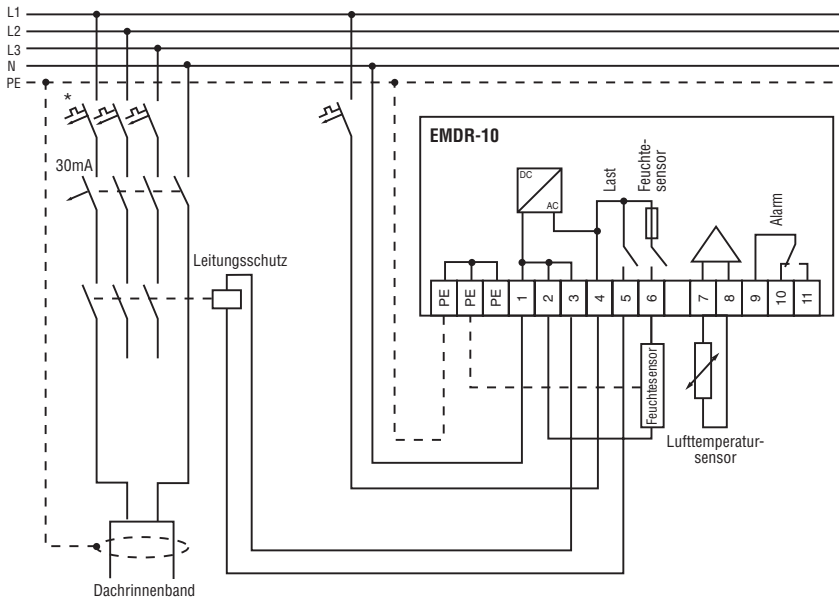 L1
L2
L3
N
PE
*
30mA
EMDR-10
DC
AC
Last
Feuchte-
sensor
Alarm
Leitungsschutz
PE
PE
PE
1
2
3
4
5
6
7
8
9
10
11
Feuchtesensor
Lufttemperatur-
sensor
Dachrinnenband